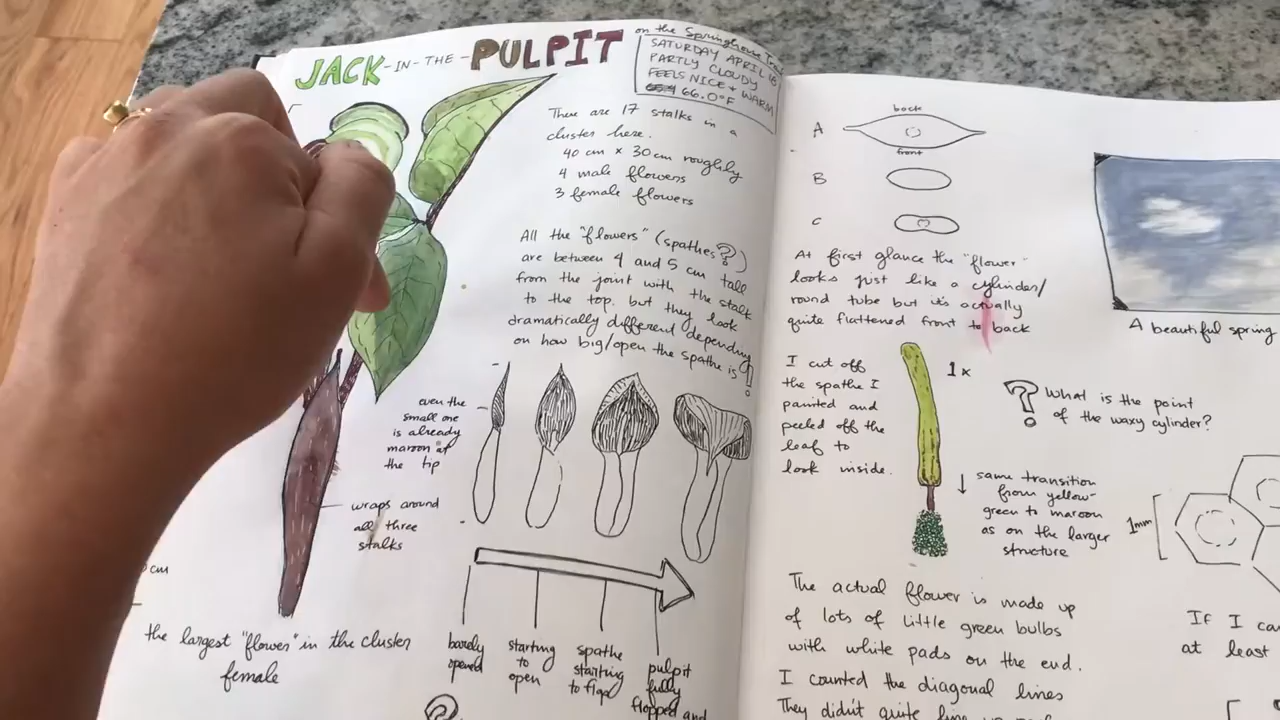 JACK-IN-THE-PULPIT
on the Springhouse
SATURDAY APRIL
PARTLY CLOUDY
FEELS NICE + WARM
66.0°F
There are 17 stalks in a
cluster here.
40 cm × 30 cm roughly
4 male flowers
3 female flowers
All the "flowers" (spathes?)
are between 4 and 5 cm tall
from the joint with the stalk
to the top. but they look
dramatically different depending
on how big/open the spathe is!
even the
small one
is already
maroon at
the tip
wraps around
all three
stalks
cm
the largest "flower" in the cluster
female
barely
opened
starting
to
open
spathe
starting
to flop
pulpit
fully
flopped and
?
A
back
front
B
C
At first glance the "flower"
looks just like a cylinder/
round tube but it's actually
quite flattened front to back
I cut off
the spathe I
painted and
peeled off the
leaf to
look inside.
1x
same transition
from yellow-
green to maroon
as on the larger
structure
The actual flower is made up
of lots of little green bulbs
with white pads on the end.
I counted the diagonal lines
They didn't quite line up
A beautiful spring
? What is the point
of the waxy cylinder?
1mm
If I
at least